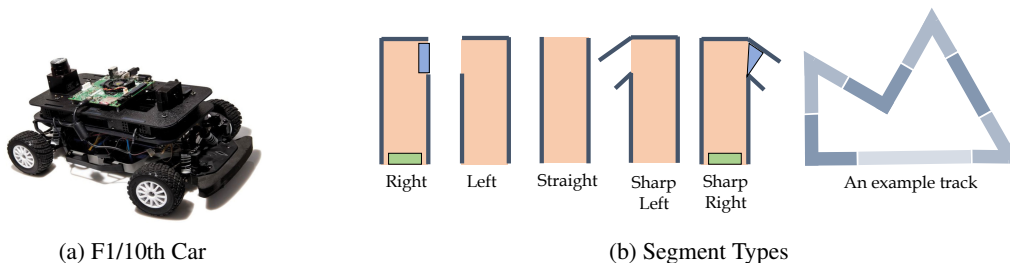 Right
Left
Straight
Sharp
Left
Sharp
Right
An example track
(a) F1/10th Car
(b) Segment Types